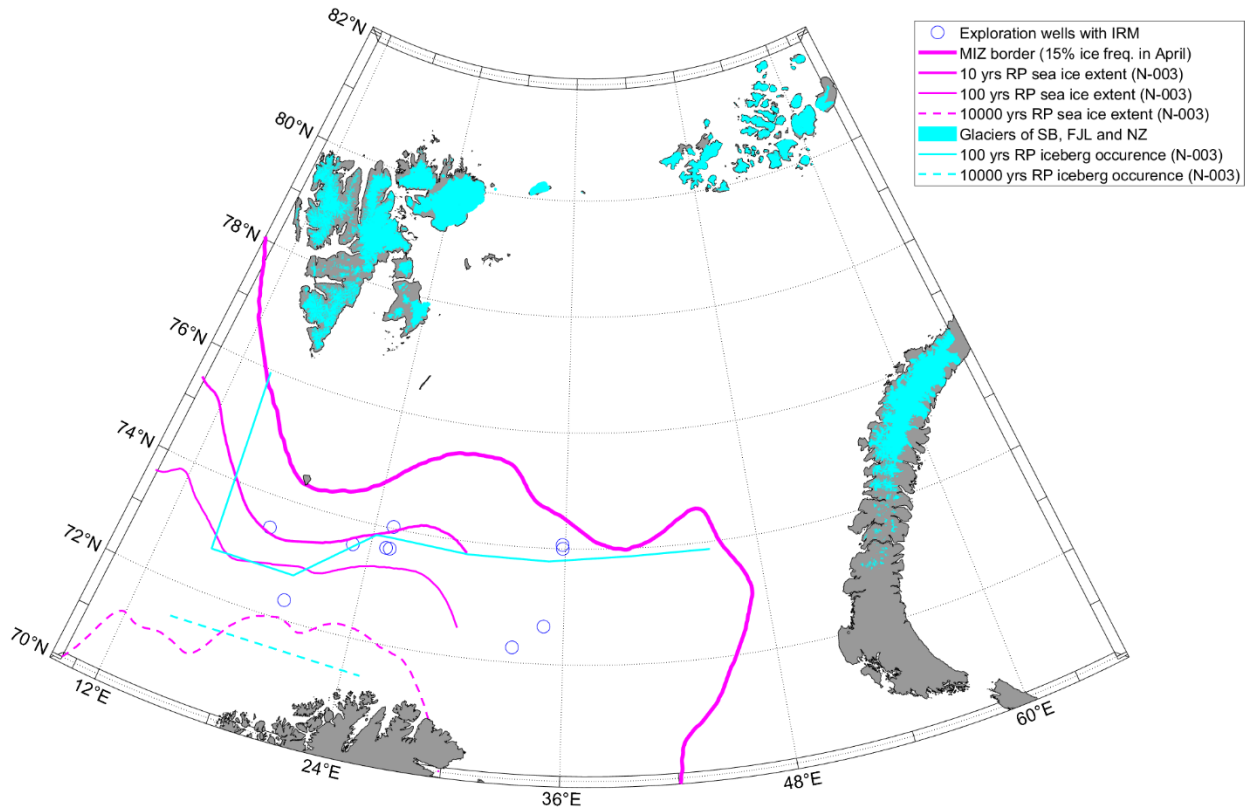 82°N
80°N
78°N
76°N
74°N
72°N
70°N
12°E
24°E
36°E
48°E
60°E
Exploration wells with IRM
MIZ border (15% ice freq. in April)
10 yrs RP sea ice extent (N-003)
100 yrs RP sea ice extent (N-003)
10000 yrs RP sea ice extent (N-003)
Glaciers of SB, FJL and NZ
100 yrs RP iceberg occurence (N-003)
10000 yrs RP iceberg occurence (N-003)